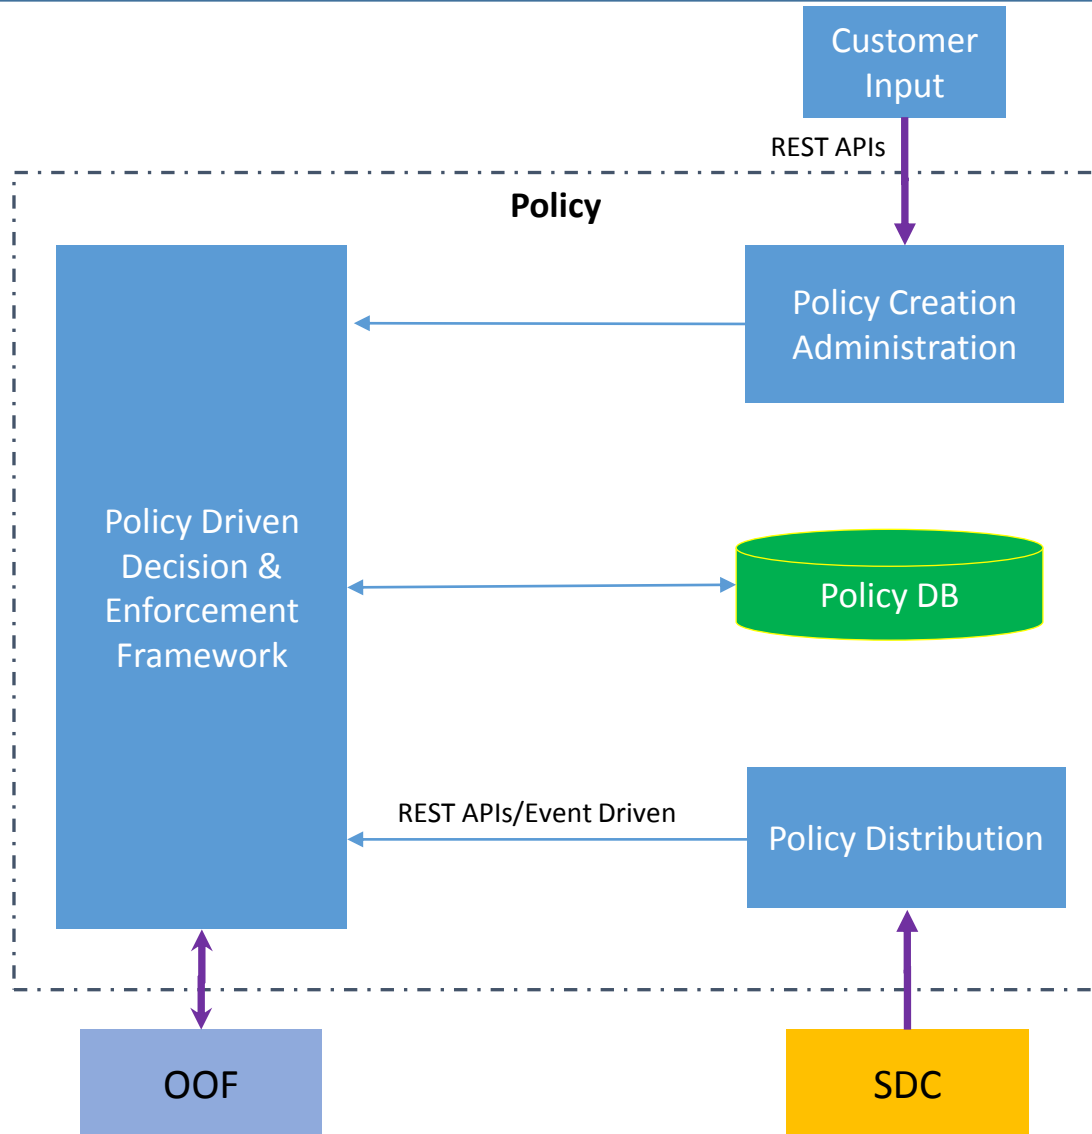 Customer
Input
REST APIs
Policy
Policy Creation
Administration
Policy Driven
Decision &
Enforcement
Framework
Policy DB
REST APIs/Event Driven
Policy Distribution
OOF
SDC